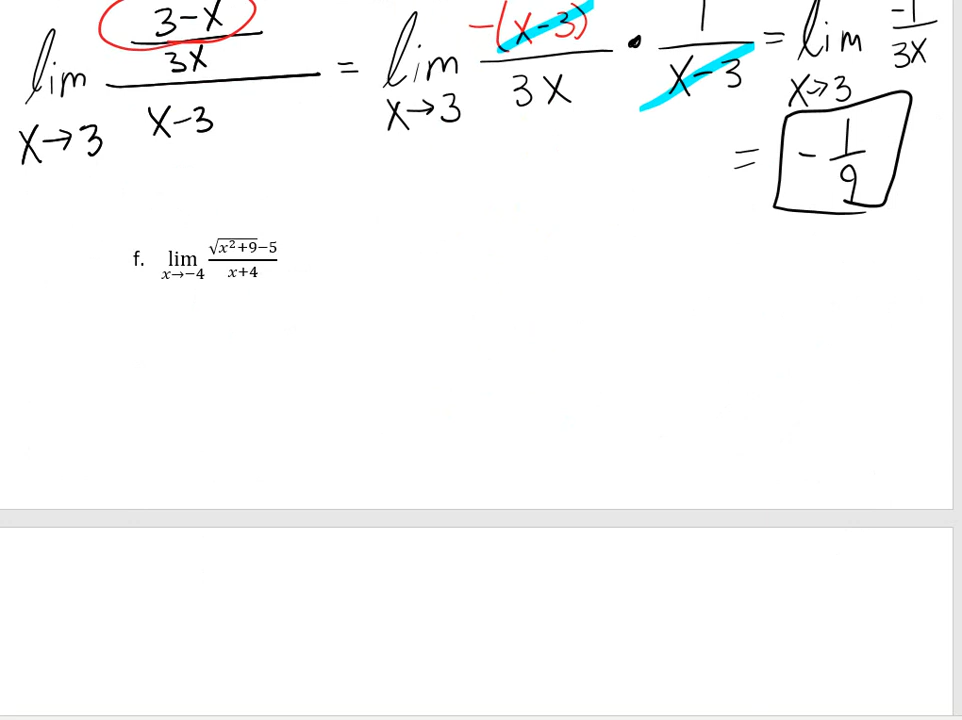 lim x→3 (3-x)/(3x) / (x-3) = lim x→3 -(x-3)/(3x) • 1/(x-3) = lim x→3 -1/(3x)
= -1/9
f. lim x→−4 (√(x²+9)−5)/(x+4)